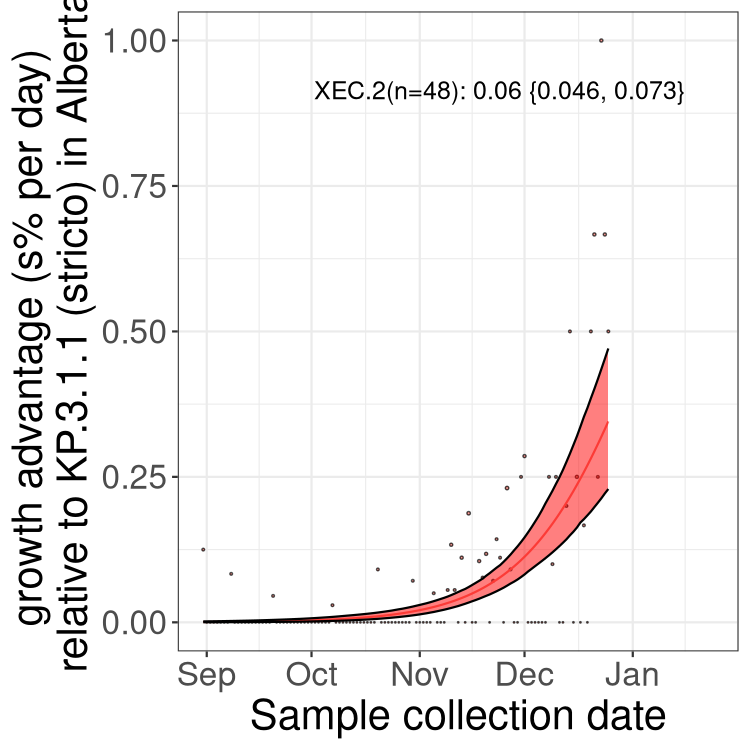 growth advantage (s% per day)
relative to KP.3.1.1 (stricto) in Alberta
1.00
0.75
0.50
0.25
0.00
XEC.2(n=48): 0.06 {0.046, 0.073}
Sep Oct Nov Dec Jan
Sample collection date